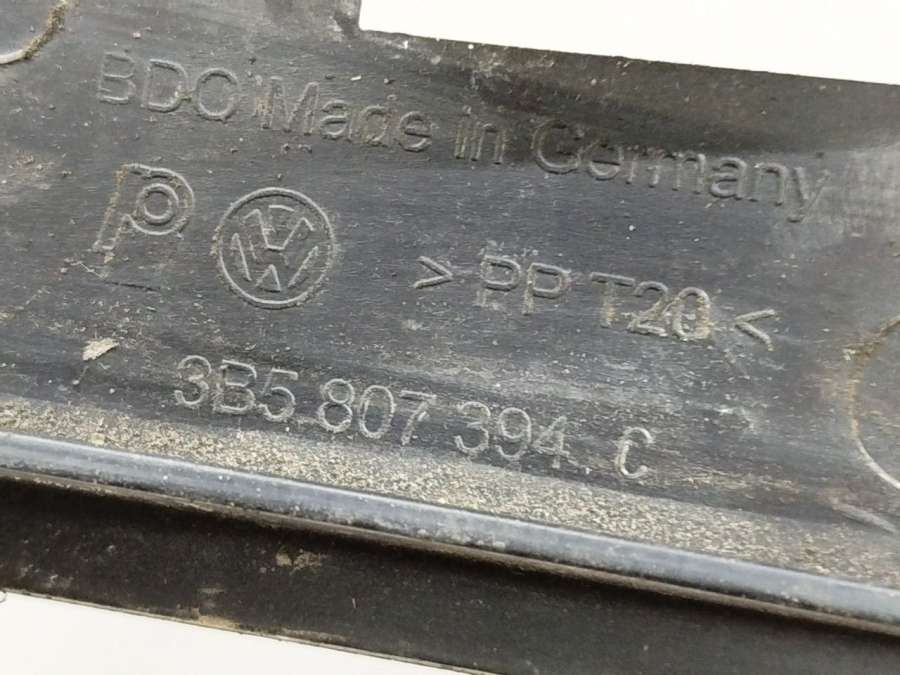 BDC Made in Germany
> PP T20 <
3B5 807 394 C